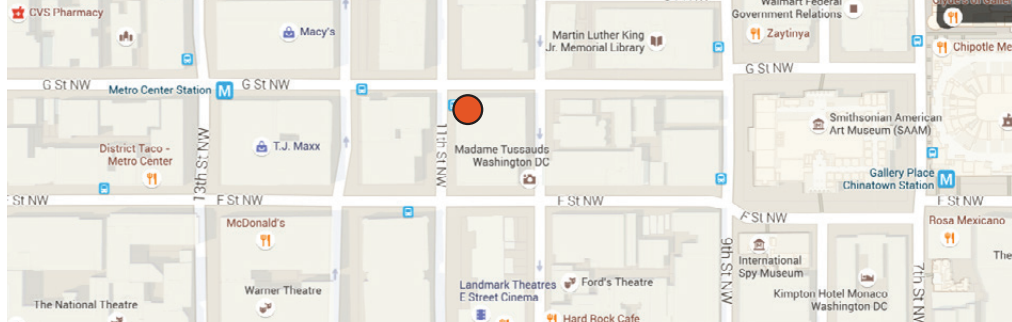 CVS Pharmacy
Macy's
Martin Luther King
Jr. Memorial Library
Walmart Federal
Government Relations
Zaytinya
Chipotle Me
G St NW
Metro Center Station
M
G St NW
G St NW
13th St NW
T.J. Maxx
11th St NW
District Taco -
Metro Center
Madame Tussauds
Washington DC
Smithsonian American
Art Museum (SAAM)
Gallery Place
Chinatown Station
M
F St NW
F St NW
F St NW
F St NW
F St NW
McDonald's
Rosa Mexicano
9th St NW
7th St NW
International
Spy Museum
The
Landmark Theatres
E Street Cinema
Ford's Theatre
Kimpton Hotel Monaco
Washington DC
The National Theatre
Warner Theatre
Hard Rock Cafe